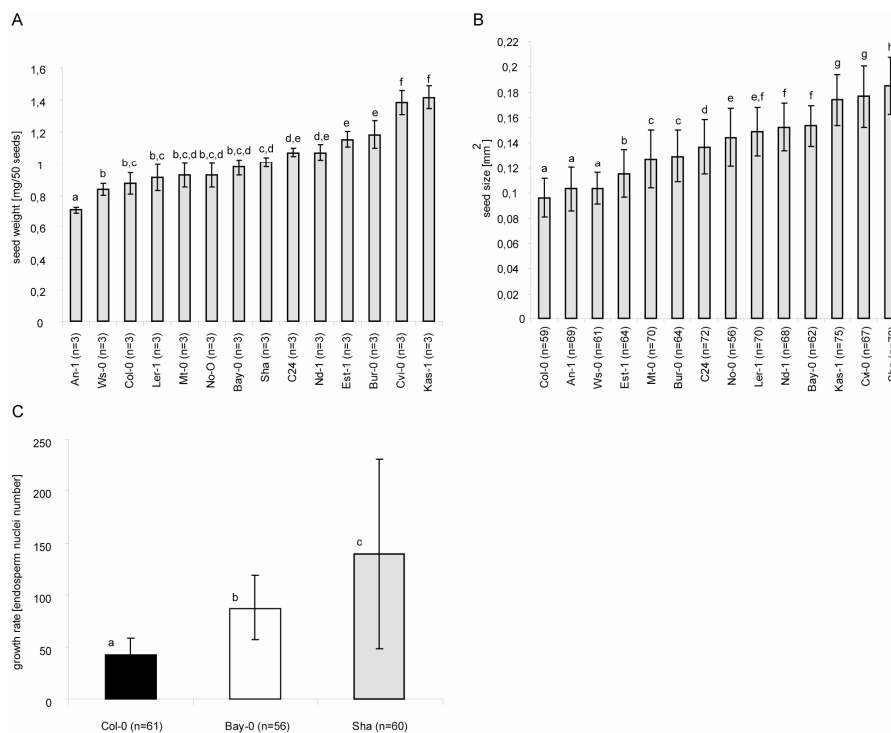 A
seed weight [mg/50 seeds]
1,6
1,4
1,2
1
0,8
0,6
0,4
0,2
0
a
b
b,c
b,c
b,c,d
b,c,d
b,c,d
c,d
d,e
d,e
e
e
f
f
An-1 (n=3)
Ws-0 (n=3)
Col-0 (n=3)
Ler-1 (n=3)
Mt-0 (n=3)
No-O (n=3)
Bay-0 (n=3)
Sha (n=3)
C24 (n=3)
Nd-1 (n=3)
Est-1 (n=3)
Bur-0 (n=3)
Cvi-0 (n=3)
Kas-1 (n=3)
B
seed size [mm²]
0,22
0,2
0,18
0,16
0,14
0,12
0,1
0,08
0,06
0,04
0,02
0
a
a
a
b
c
c
d
e
e,f
f
f
g
g
h
Col-0 (n=59)
An-1 (n=69)
Ws-0 (n=61)
Est-1 (n=64)
Mt-0 (n=70)
Bur-0 (n=64)
C24 (n=72)
No-0 (n=56)
Ler-1 (n=70)
Nd-1 (n=68)
Bay-0 (n=62)
Kas-1 (n=75)
Cvi-0 (n=67)
C
growth rate [endosperm nuclei number]
250
200
150
100
50
0
a
b
c
Col-0 (n=61)
Bay-0 (n=56)
Sha (n=60)